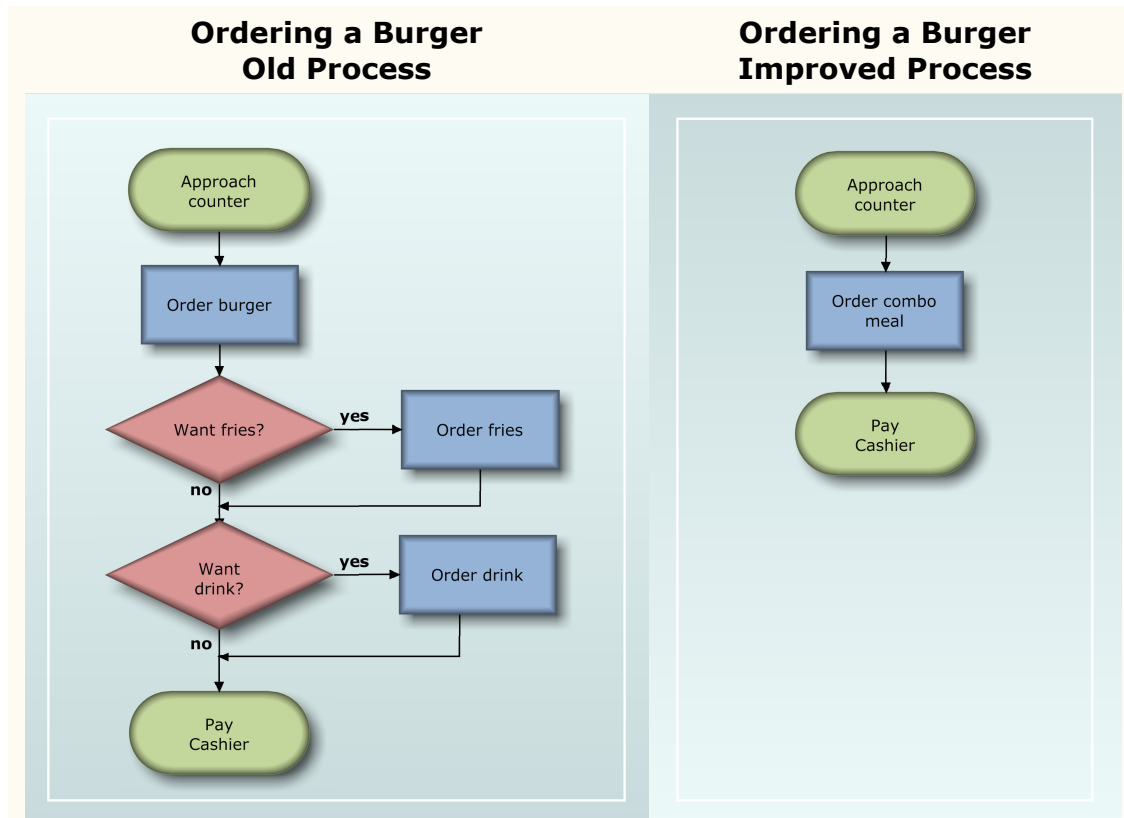 Ordering a Burger
Old Process
Approach
counter
Order burger
Want fries?
yes
Order fries
no
Want
drink?
yes
Order drink
no
Pay
Cashier
Ordering a Burger
Improved Process
Approach
counter
Order combo
meal
Pay
Cashier